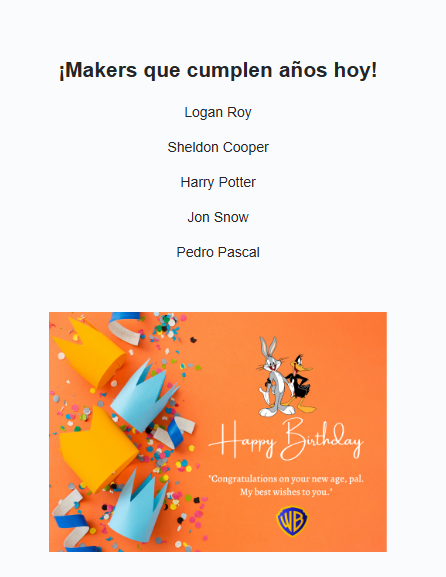 ¡Makers que cumplen años hoy!
Logan Roy
Sheldon Cooper
Harry Potter
Jon Snow
Pedro Pascal
Happy Birthday
"Congratulations on your new age, pal.
My best wishes to you."
WB